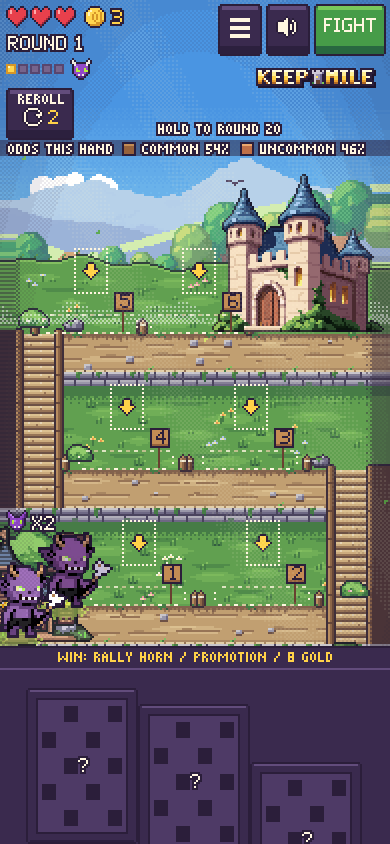 3
ROUND 1
FIGHT
KEEP MILE
REROLL
2
HOLD TO ROUND 20
ODDS THIS HAND COMMON 54% UNCOMMON 46%
5
6
4
3
X2
1
2
WIN: RALLY HORN / PROMOTION / 8 GOLD
?
?
?